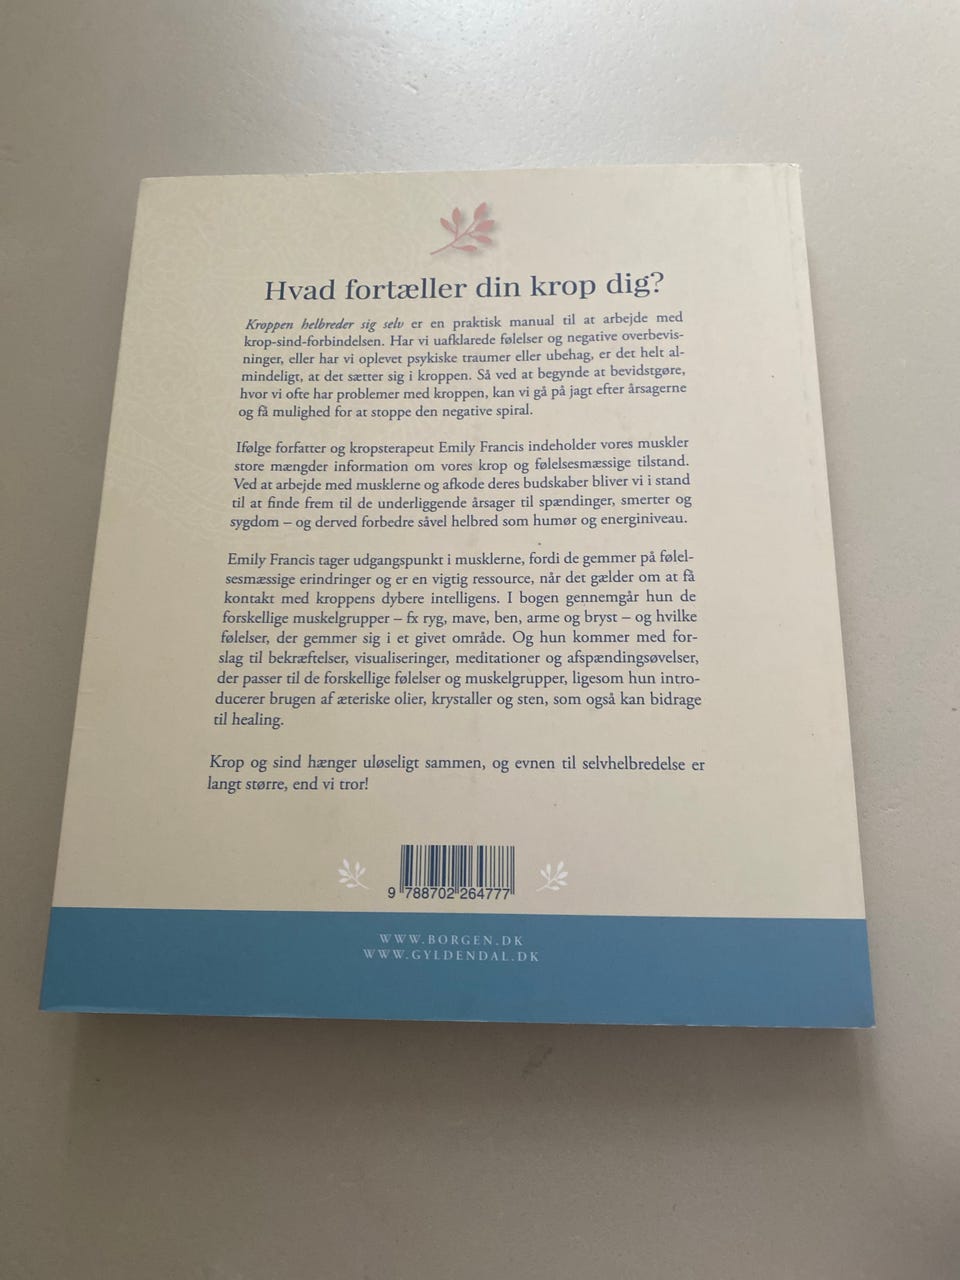 Hvad fortæller din krop dig?
Kroppen helbreder sig selv er en praktisk manual til at arbejde med
krop-sind-forbindelsen. Har vi uafklarede følelser og negative overbevis-
ninger, eller har vi oplevet psykiske traumer eller ubehag, er det helt al-
mindeligt, at det sætter sig i kroppen. Så ved at begynde at bevidstgøre,
hvor vi ofte har problemer med kroppen, kan vi gå på jagt efter årsagerne
og få mulighed for at stoppe den negative spiral.
Ifølge forfatter og kropsterapeut Emily Francis indeholder vores muskler
store mængder information om vores krop og følelsesmæssige tilstand.
Ved at arbejde med musklerne og afkode deres budskaber bliver vi i stand
til at finde frem til de underliggende årsager til spændinger, smerter og
sygdom – og derved forbedre såvel helbred som humør og energiniveau.
Emily Francis tager udgangspunkt i musklerne, fordi de gemmer på følel-
sesmæssige erindringer og er en vigtig ressource, når det gælder om at få
kontakt med kroppens dybere intelligens. I bogen gennemgår hun de
forskellige muskelgrupper – fx ryg, mave, ben, arme og bryst – og hvilke
følelser, der gemmer sig i et givet område. Og hun kommer med for-
slag til bekræftelser, visualiseringer, meditationer og afspændingsøvelser,
der passer til de forskellige følelser og muskelgrupper, ligesom hun intro-
ducerer brugen af æteriske olier, krystaller og sten, som også kan bidrage
til healing.
Krop og sind hænger uløseligt sammen, og evnen til selvhelbredelse er
langt større, end vi tror!
9 788702 264777
WWW.BORGEN.DK
WWW.GYLDENDAL.DK